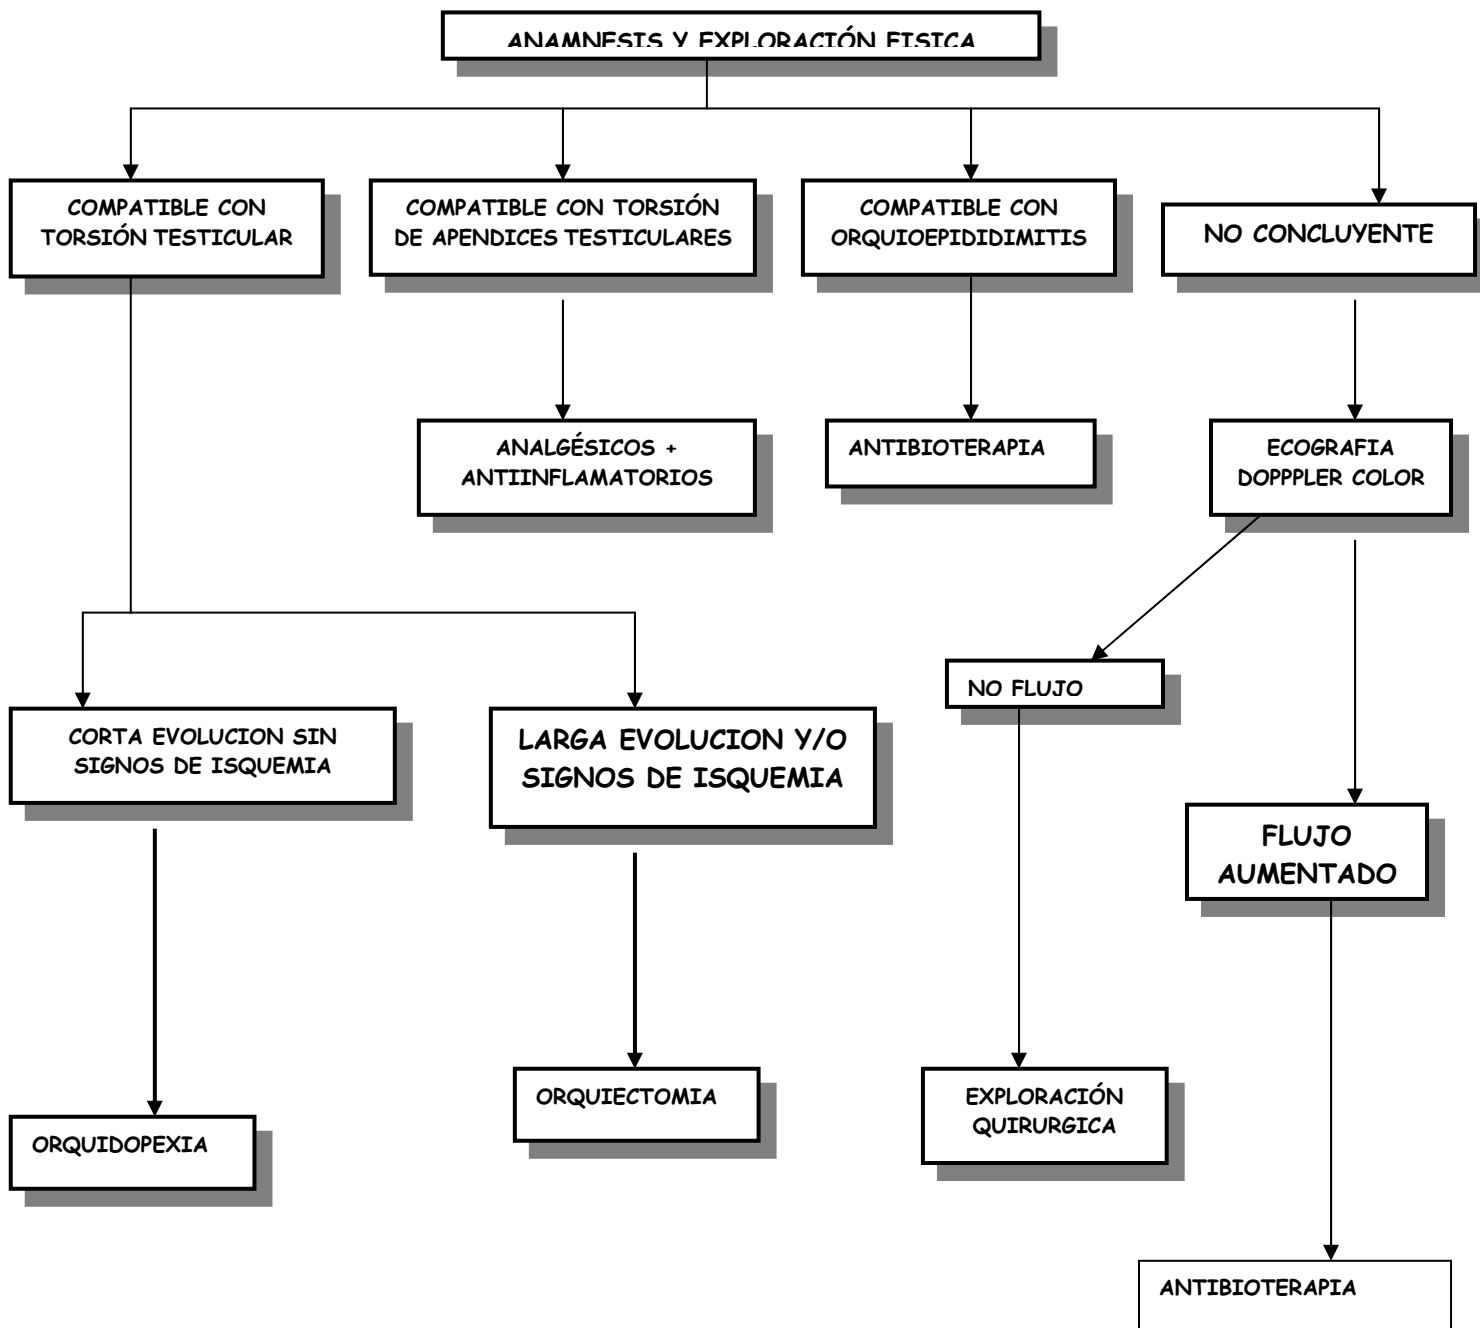 ANAMNESIS Y EXPLORACIÓN FISICA
COMPATIBLE CON
TORSIÓN TESTICULAR
COMPATIBLE CON TORSIÓN
DE APENDICES TESTICULARES
COMPATIBLE CON
ORQUIOEPIDIDIMITIS
NO CONCLUYENTE
ANALGÉSICOS +
ANTIINFLAMATORIOS
ANTIBIOTERAPIA
ECOGRAFIA
DOPPPLER COLOR
NO FLUJO
CORTA EVOLUCION SIN
SIGNOS DE ISQUEMIA
LARGA EVOLUCION Y/O
SIGNOS DE ISQUEMIA
FLUJO
AUMENTADO
ORQUIDOPEXIA
ORQUIECTOMIA
EXPLORACIÓN
QUIRURGICA
ANTIBIOTERAPIA